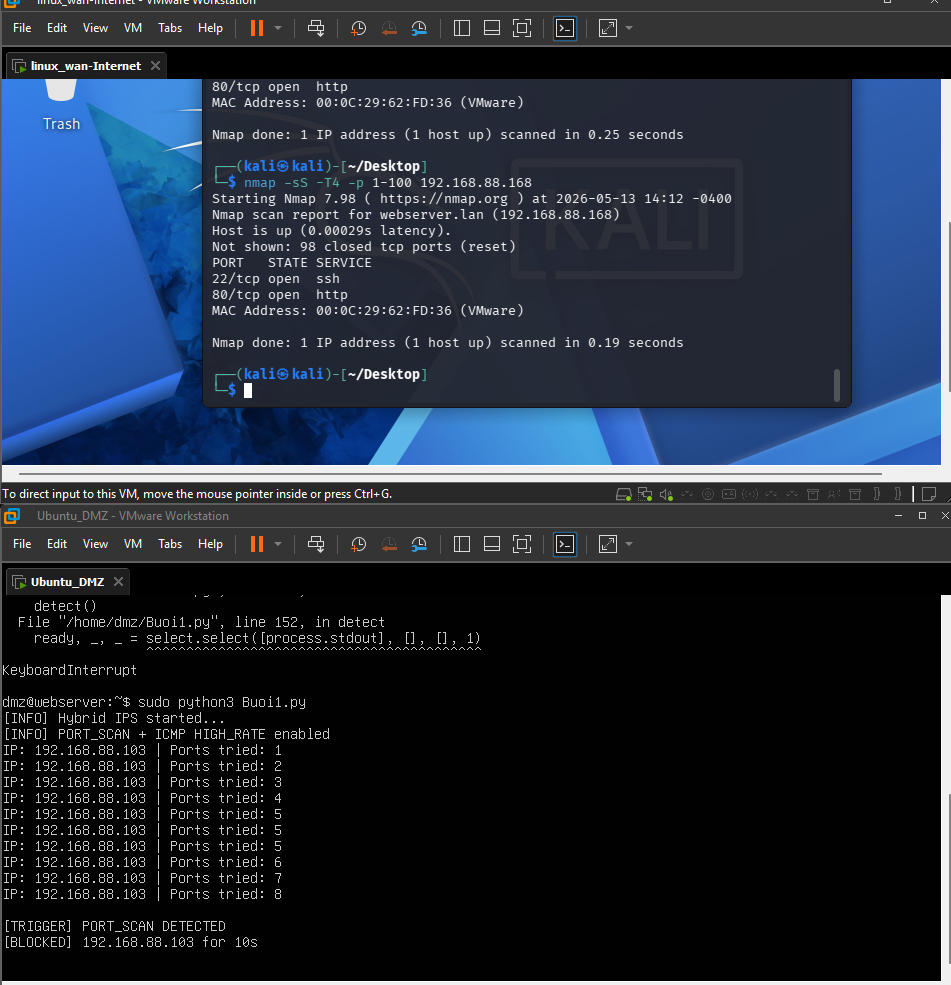 linux_wan-Internet - VMware Workstation
File Edit View VM Tabs Help
linux_wan-Internet
Trash
80/tcp open  http
MAC Address: 00:0C:29:62:FD:36 (VMware)
Nmap done: 1 IP address (1 host up) scanned in 0.25 seconds
┌──(kali㉿kali)-[~/Desktop]
└─$ nmap -sS -T4 -p 1-100 192.168.88.168
Starting Nmap 7.98 ( https://nmap.org ) at 2026-05-13 14:12 -0400
Nmap scan report for webserver.lan (192.168.88.168)
Host is up (0.00029s latency).
Not shown: 98 closed tcp ports (reset)
PORT   STATE SERVICE
22/tcp open  ssh
80/tcp open  http
MAC Address: 00:0C:29:62:FD:36 (VMware)
Nmap done: 1 IP address (1 host up) scanned in 0.19 seconds
┌──(kali㉿kali)-[~/Desktop]
└─$
KALI
To direct input to this VM, move the mouse pointer inside or press Ctrl+G.
Ubuntu_DMZ - VMware Workstation
File Edit View VM Tabs Help
Ubuntu_DMZ
detect()
File "/home/dmz/Buoi1.py", line 152, in detect
ready, _, _ = select.select([process.stdout], [], [], 1)
^^^^^^^^^^^^^^^^^^^^^^^^^^^^^^^^^^^^^^^^^^
KeyboardInterrupt
dmz@webserver:~$ sudo python3 Buoi1.py
[INFO] Hybrid IPS started...
[INFO] PORT_SCAN + ICMP HIGH_RATE enabled
IP: 192.168.88.103 | Ports tried: 1
IP: 192.168.88.103 | Ports tried: 2
IP: 192.168.88.103 | Ports tried: 3
IP: 192.168.88.103 | Ports tried: 4
IP: 192.168.88.103 | Ports tried: 5
IP: 192.168.88.103 | Ports tried: 5
IP: 192.168.88.103 | Ports tried: 5
IP: 192.168.88.103 | Ports tried: 6
IP: 192.168.88.103 | Ports tried: 7
IP: 192.168.88.103 | Ports tried: 8
[TRIGGER] PORT_SCAN DETECTED
[BLOCKED] 192.168.88.103 for 10s